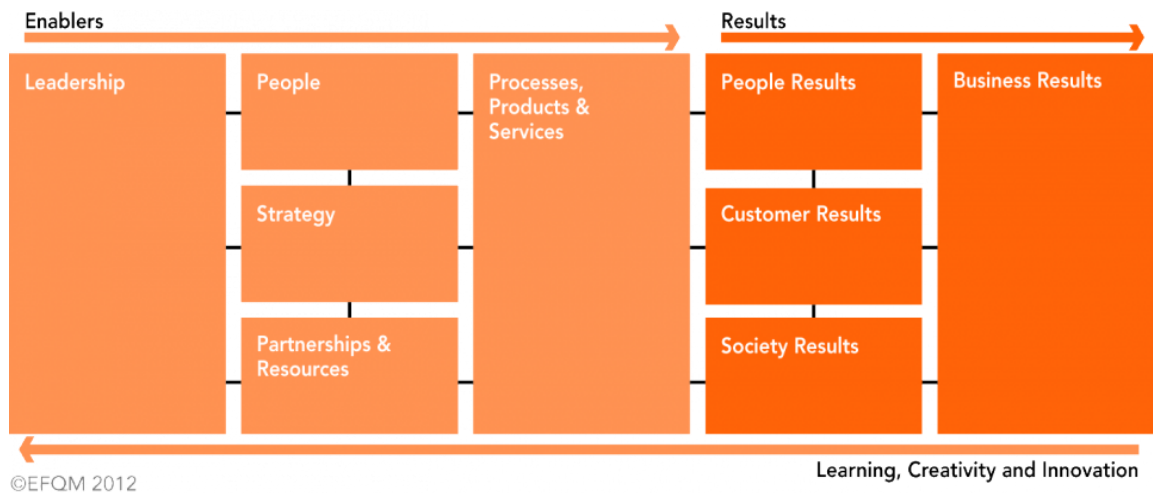 Enablers
Results
Leadership
People
Processes,
Products &
Services
People Results
Business Results
Strategy
Customer Results
Partnerships &
Resources
Society Results
Learning, Creativity and Innovation
©EFQM 2012